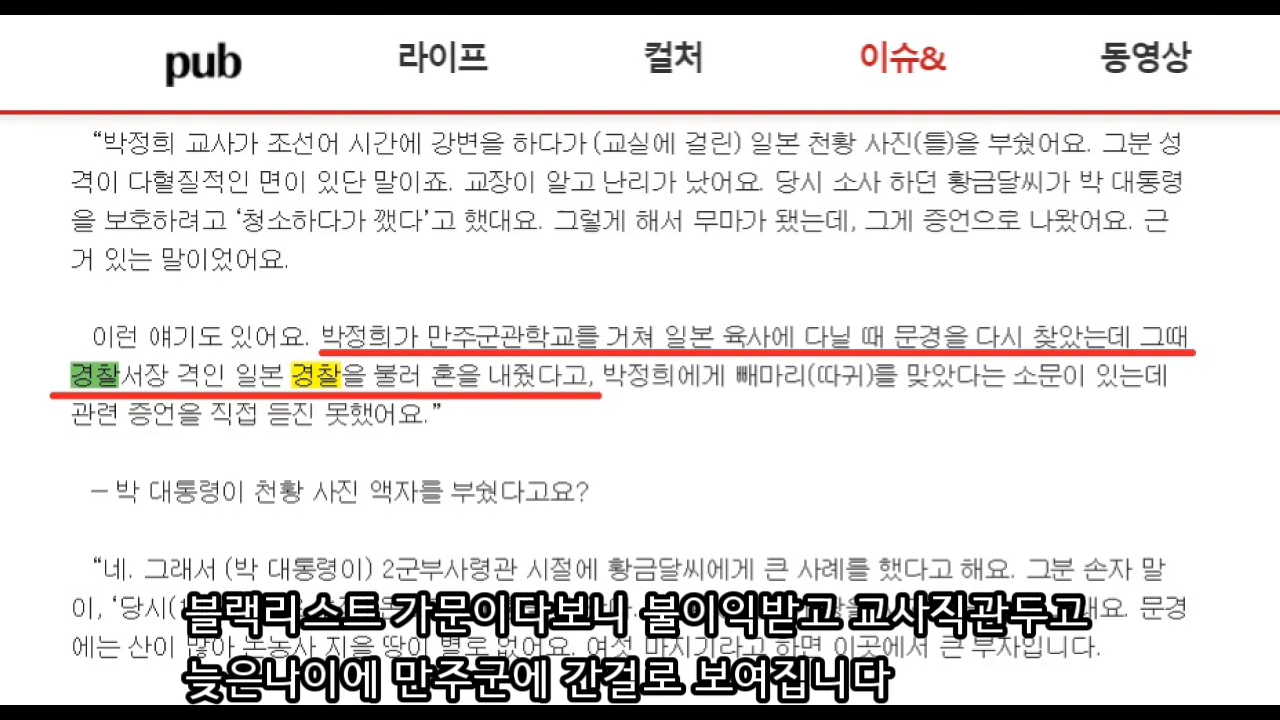 pub 라이프 컬처 이슈& 동영상
“박정희 교사가 조선어 시간에 강변을 하다가 (교실에 걸린) 일본 천황 사진(틀)을 부쉈어요. 그분 성
격이 다혈질적인 면이 있단 말이죠. 교장이 알고 난리가 났어요. 당시 소사 하던 황금달씨가 박 대통령
을 보호하려고 ‘청소하다가 깼다’고 했대요. 그렇게 해서 무마가 됐는데, 그게 증언으로 나왔어요. 근
거 있는 말이었어요.
이런 얘기도 있어요. 박정희가 만주군관학교를 거쳐 일본 육사에 다닐 때 문경을 다시 찾았는데 그때
경찰서장 격인 일본 경찰을 불러 혼을 내줬다고, 박정희에게 빼마리(따귀)를 맞았다는 소문이 있는데
관련 증언을 직접 듣진 못했어요.”
— 박 대통령이 천황 사진 액자를 부쉈다고요?
“네. 그래서 (박 대통령이) 2군부사령관 시절에 황금달씨에게 큰 사례를 했다고 해요. 그분 손자 말
이, ‘당시( 요. 문경
에는 산이 많아 논농사 지을 땅이 별로 없어요. 여섯 마지기라고 하면 이곳에서 큰 부자입니다.
블랙리스트 가문이다보니 불이익받고 교사직관두고
늦은나이에 만주군에 간걸로 보여집니다